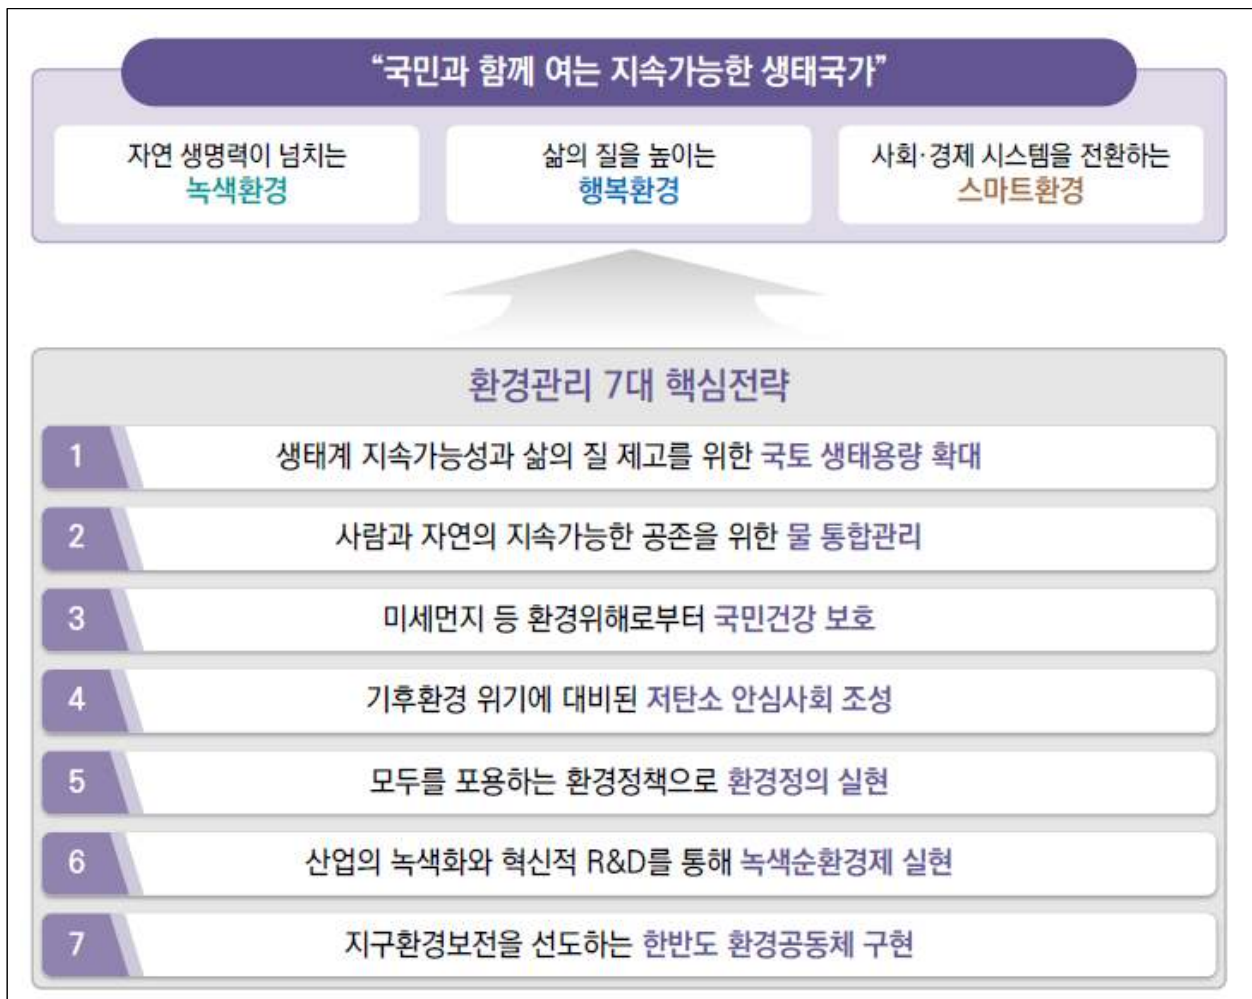 “국민과 함께 여는 지속가능한 생태국가”
자연 생명력이 넘치는
녹색환경
삶의 질을 높이는
행복환경
사회·경제 시스템을 전환하는
스마트환경
환경관리 7대 핵심전략
1 생태계 지속가능성과 삶의 질 제고를 위한 국토 생태용량 확대
2 사람과 자연의 지속가능한 공존을 위한 물 통합관리
3 미세먼지 등 환경위해로부터 국민건강 보호
4 기후환경 위기에 대비된 저탄소 안심사회 조성
5 모두를 포용하는 환경정책으로 환경정의 실현
6 산업의 녹색화와 혁신적 R&D를 통해 녹색순환경제 실현
7 지구환경보전을 선도하는 한반도 환경공동체 구현